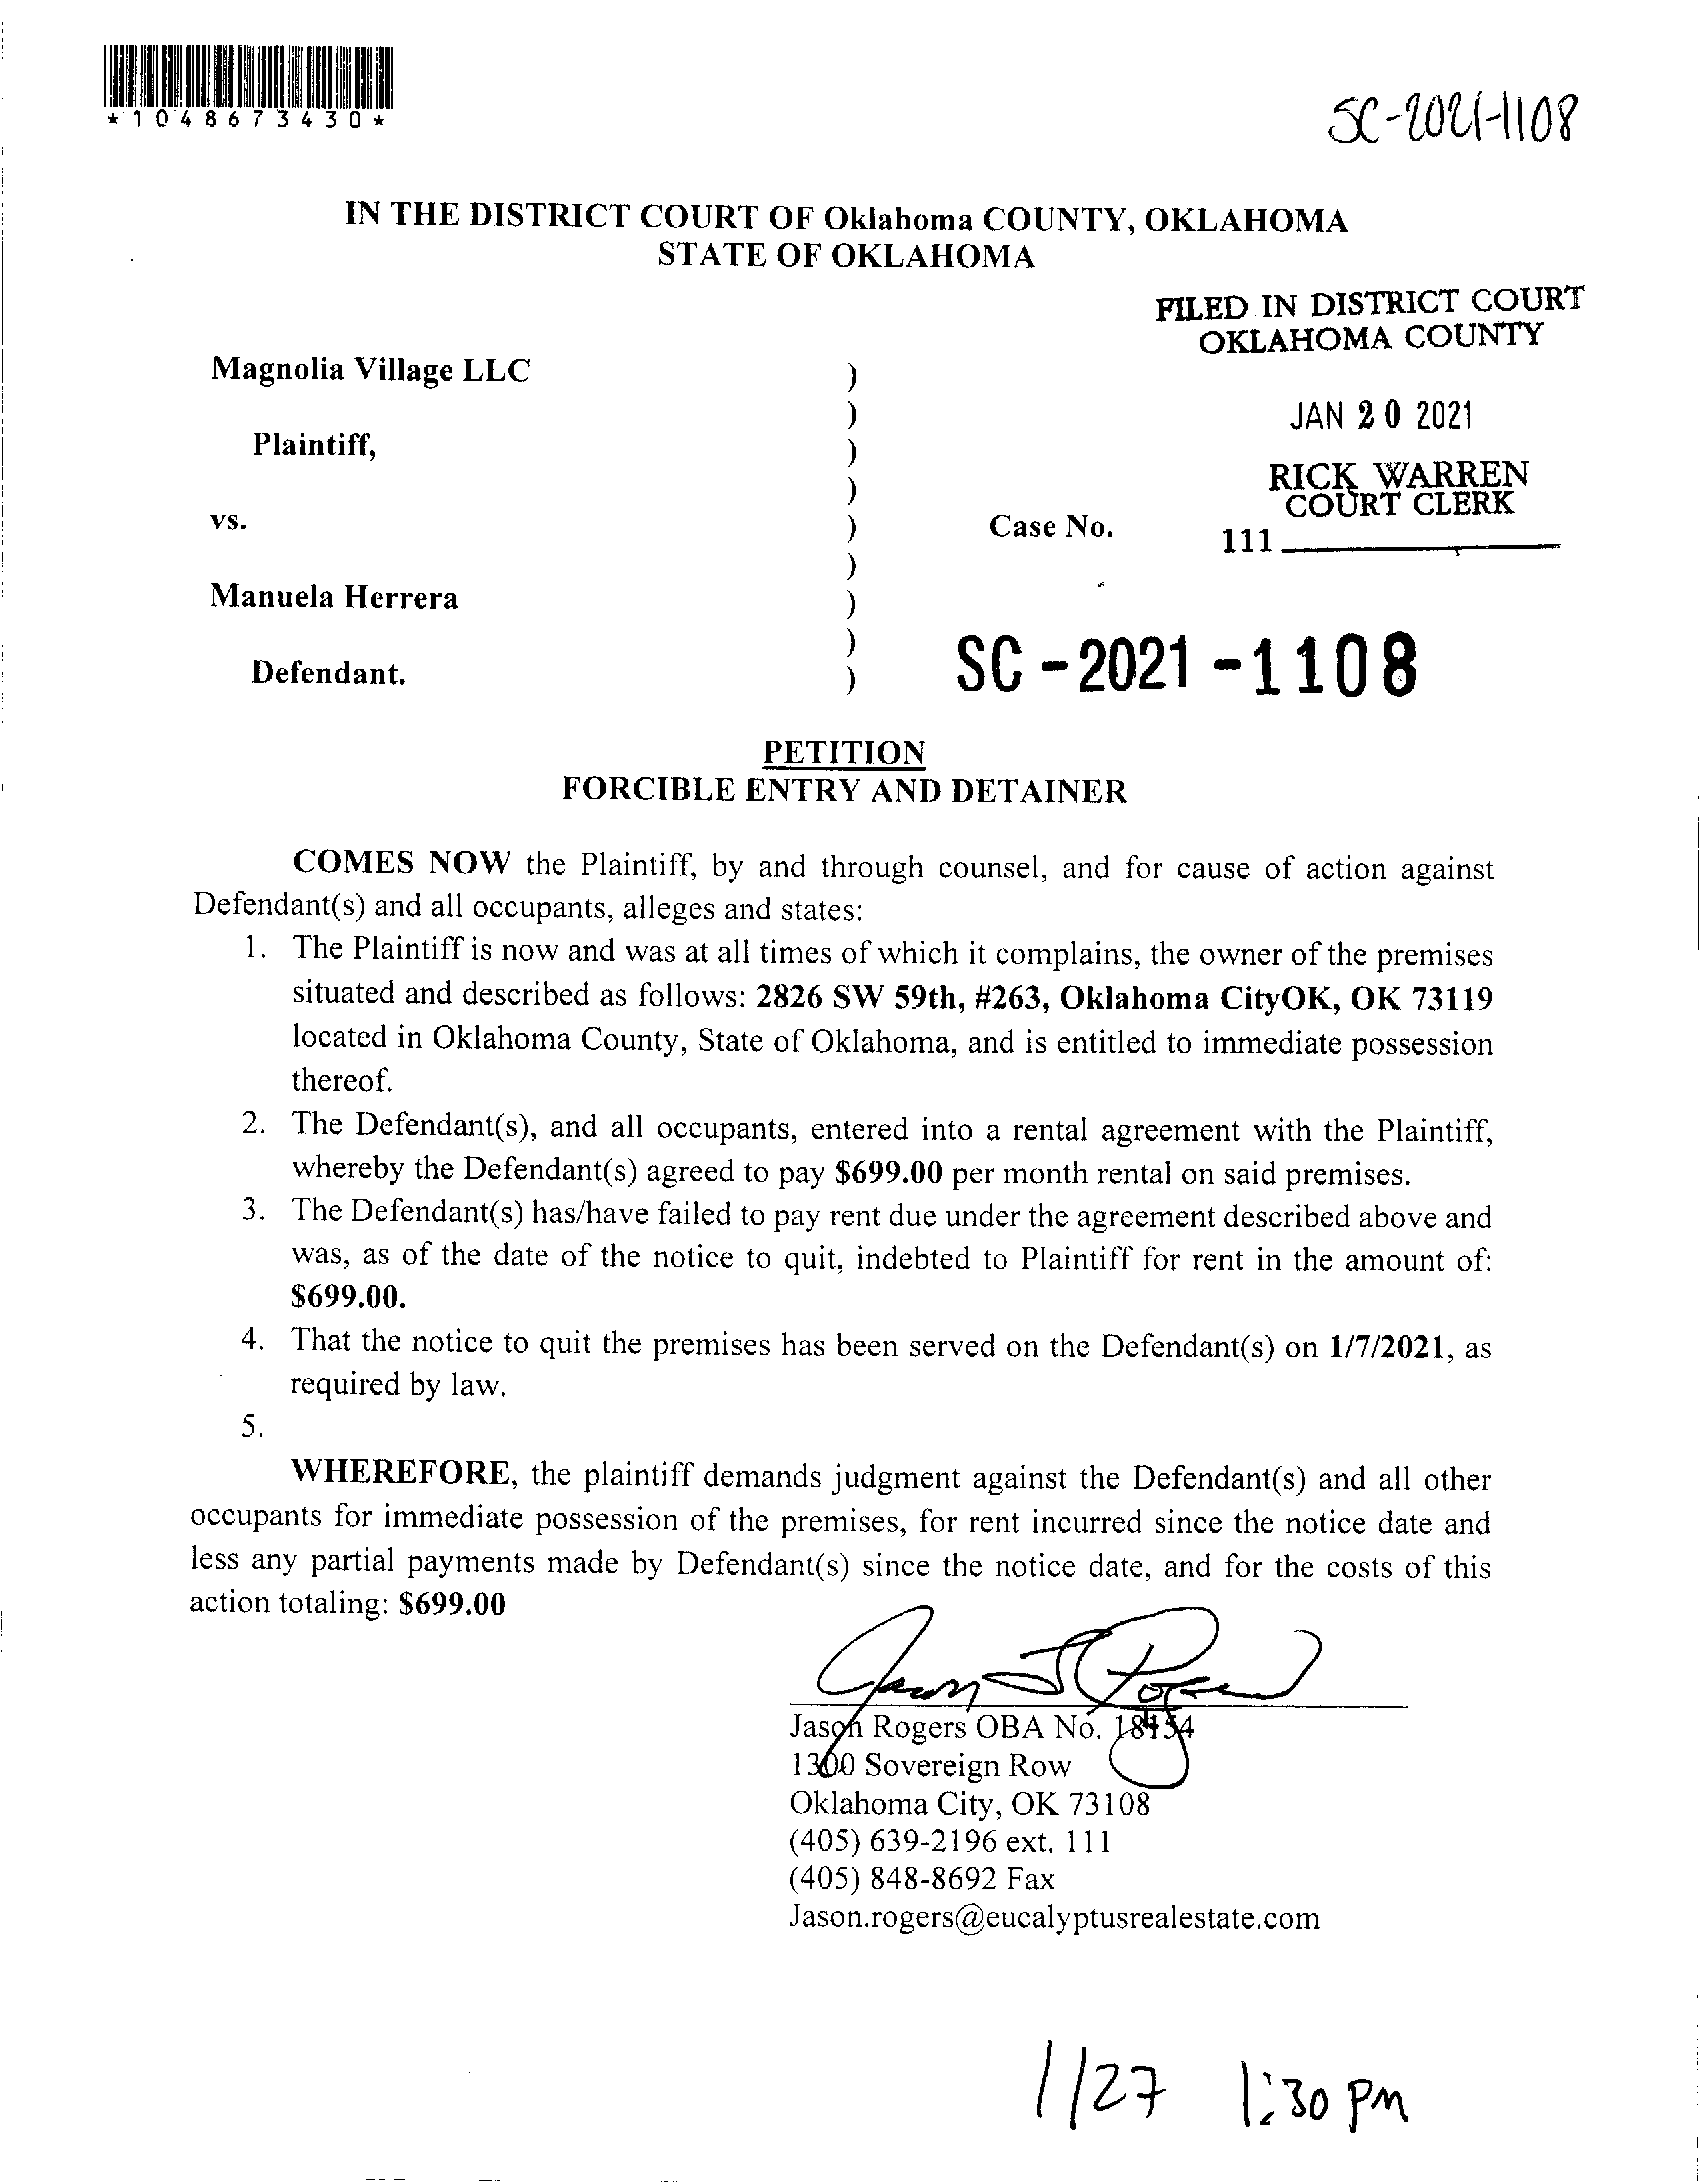 *1048673430*
SC-2021-1108
IN THE DISTRICT COURT OF Oklahoma COUNTY, OKLAHOMA
STATE OF OKLAHOMA
FILED IN DISTRICT COURT
OKLAHOMA COUNTY
Magnolia Village LLC )
)
JAN 20 2021
Plaintiff, )
)
RICK WARREN
COURT CLERK
vs. ) Case No. 111
)
Manuela Herrera )
)
Defendant. )
SC-2021-1108
PETITION
FORCIBLE ENTRY AND DETAINER
COMES NOW the Plaintiff, by and through counsel, and for cause of action against
Defendant(s) and all occupants, alleges and states:
1. The Plaintiff is now and was at all times of which it complains, the owner of the premises
situated and described as follows: 2826 SW 59th, #263, Oklahoma CityOK, OK 73119
located in Oklahoma County, State of Oklahoma, and is entitled to immediate possession
thereof.
2. The Defendant(s), and all occupants, entered into a rental agreement with the Plaintiff,
whereby the Defendant(s) agreed to pay $699.00 per month rental on said premises.
3. The Defendant(s) has/have failed to pay rent due under the agreement described above and
was, as of the date of the notice to quit, indebted to Plaintiff for rent in the amount of:
$699.00.
4. That the notice to quit the premises has been served on the Defendant(s) on 1/7/2021, as
required by law.
5.
WHEREFORE, the plaintiff demands judgment against the Defendant(s) and all other
occupants for immediate possession of the premises, for rent incurred since the notice date and
less any partial payments made by Defendant(s) since the notice date, and for the costs of this
action totaling: $699.00
Jason Rogers OBA No.
1300 Sovereign Row
Oklahoma City, OK 73108
(405) 639-2196 ext. 111
(405) 848-8692 Fax
Jason.rogers@eucalyptusrealestate.com
1/27 1:30 PM